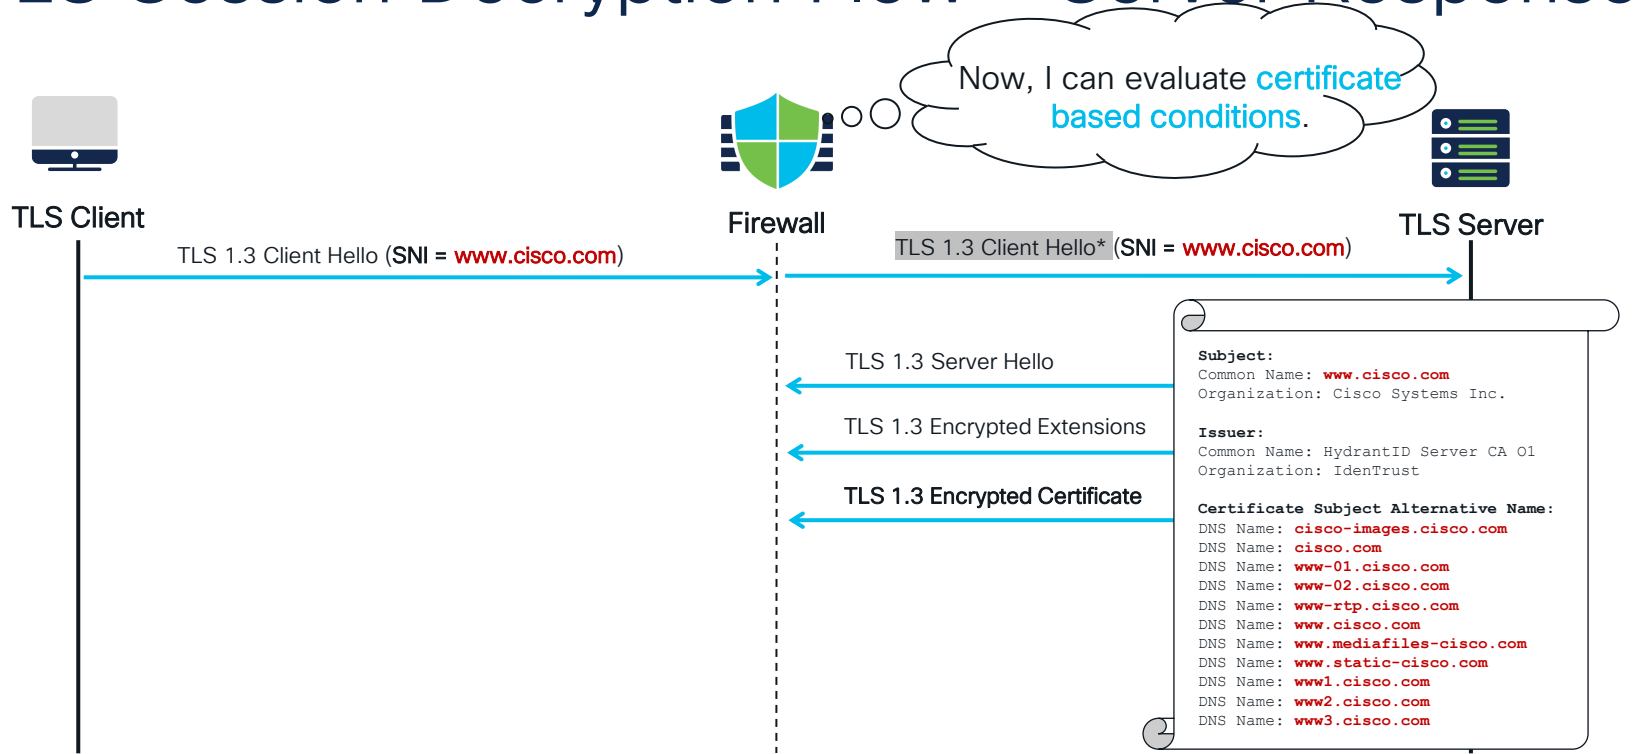 LS Session Decryption Flow – Server Response
Now, I can evaluate certificate
based conditions.
TLS Client
Firewall
TLS Server
TLS 1.3 Client Hello (SNI = www.cisco.com)
TLS 1.3 Client Hello* (SNI = www.cisco.com)
TLS 1.3 Server Hello
TLS 1.3 Encrypted Extensions
TLS 1.3 Encrypted Certificate
Subject:
Common Name: www.cisco.com
Organization: Cisco Systems Inc.
Issuer:
Common Name: HydrantID Server CA O1
Organization: IdenTrust
Certificate Subject Alternative Name:
DNS Name: cisco-images.cisco.com
DNS Name: cisco.com
DNS Name: www-01.cisco.com
DNS Name: www-02.cisco.com
DNS Name: www-rtp.cisco.com
DNS Name: www.cisco.com
DNS Name: www.mediafiles-cisco.com
DNS Name: www.static-cisco.com
DNS Name: www1.cisco.com
DNS Name: www2.cisco.com
DNS Name: www3.cisco.com